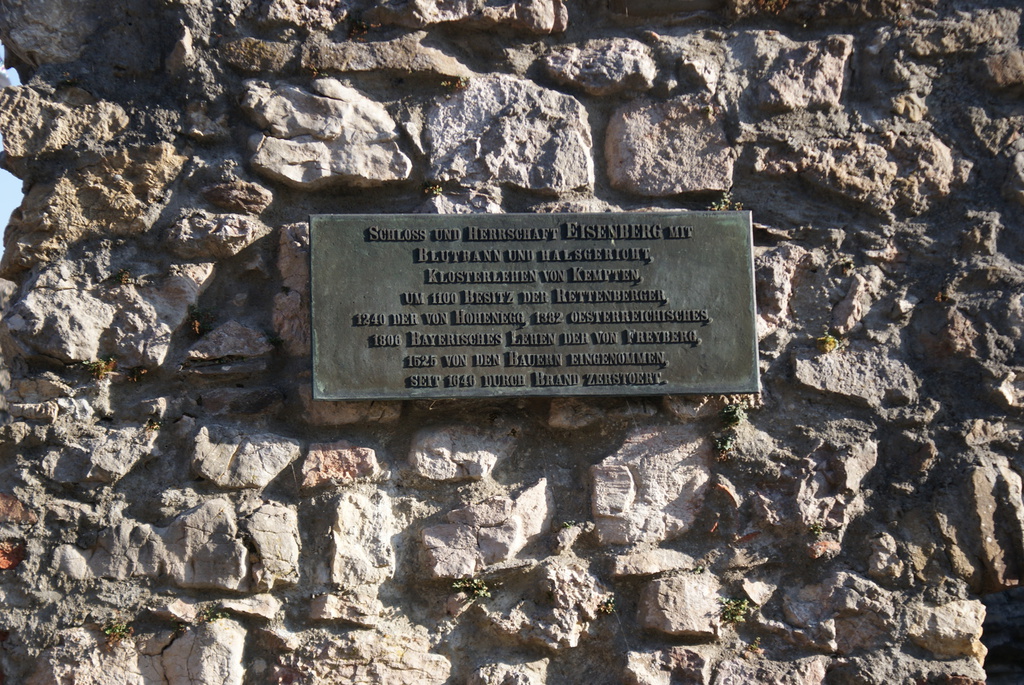 SCHLOSS UND HERRSCHAFT EISENBERG MIT
BLUTBANN UND HALSGERICHT,
KLOSTERLEHEN VON KEMPTEN,
UM 1100 BESITZ DER RETTENBERGER,
1240 DER VON HOHENEGG, 1382 OESTERREICHISCHES,
1806 BAYERISCHES LEHEN DER VON FREYBERG,
1525 VON DEN BAUERN EINGENOMMEN,
SEIT 1646 DURCH BRAND ZERSTOERT.